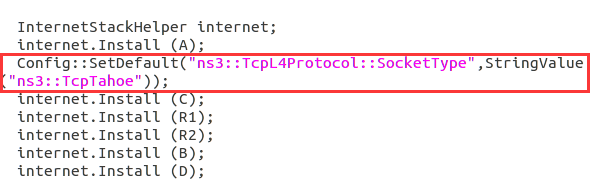 InternetStackHelper internet;
internet.Install (A);
Config::SetDefault("ns3::TcpL4Protocol::SocketType",StringValue
("ns3::TcpTahoe"));
internet.Install (C);
internet.Install (R1);
internet.Install (R2);
internet.Install (B);
internet.Install (D);